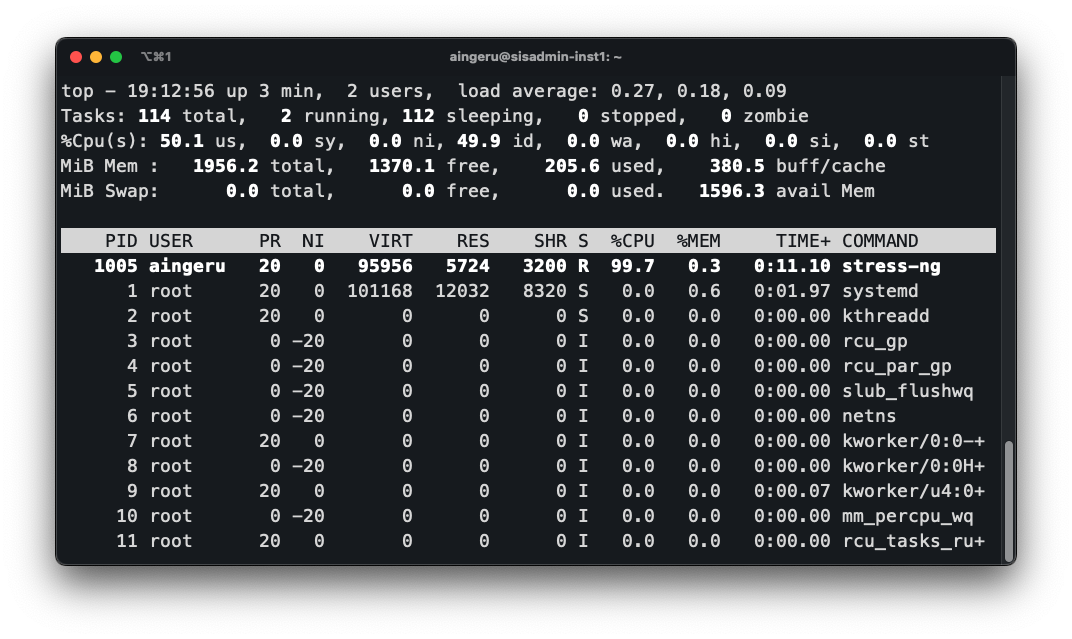 ⌥⌘1
aingeru@sisadmin-inst1: ~
top - 19:12:56 up 3 min,  2 users,  load average: 0.27, 0.18, 0.09
Tasks: 114 total,   2 running, 112 sleeping,   0 stopped,   0 zombie
%Cpu(s): 50.1 us,  0.0 sy,  0.0 ni, 49.9 id,  0.0 wa,  0.0 hi,  0.0 si,  0.0 st
MiB Mem :   1956.2 total,   1370.1 free,    205.6 used,    380.5 buff/cache
MiB Swap:      0.0 total,      0.0 free,      0.0 used.   1596.3 avail Mem
    PID USER      PR  NI    VIRT    RES    SHR S  %CPU  %MEM     TIME+ COMMAND
   1005 aingeru   20   0   95956   5724   3200 R  99.7   0.3   0:11.10 stress-ng
      1 root      20   0  101168  12032   8320 S   0.0   0.6   0:01.97 systemd
      2 root      20   0       0      0      0 S   0.0   0.0   0:00.00 kthreadd
      3 root       0 -20       0      0      0 I   0.0   0.0   0:00.00 rcu_gp
      4 root       0 -20       0      0      0 I   0.0   0.0   0:00.00 rcu_par_gp
      5 root       0 -20       0      0      0 I   0.0   0.0   0:00.00 slub_flushwq
      6 root       0 -20       0      0      0 I   0.0   0.0   0:00.00 netns
      7 root      20   0       0      0      0 I   0.0   0.0   0:00.00 kworker/0:0-+
      8 root       0 -20       0      0      0 I   0.0   0.0   0:00.00 kworker/0:0H+
      9 root      20   0       0      0      0 I   0.0   0.0   0:00.07 kworker/u4:0+
     10 root       0 -20       0      0      0 I   0.0   0.0   0:00.00 mm_percpu_wq
     11 root      20   0       0      0      0 I   0.0   0.0   0:00.00 rcu_tasks_ru+